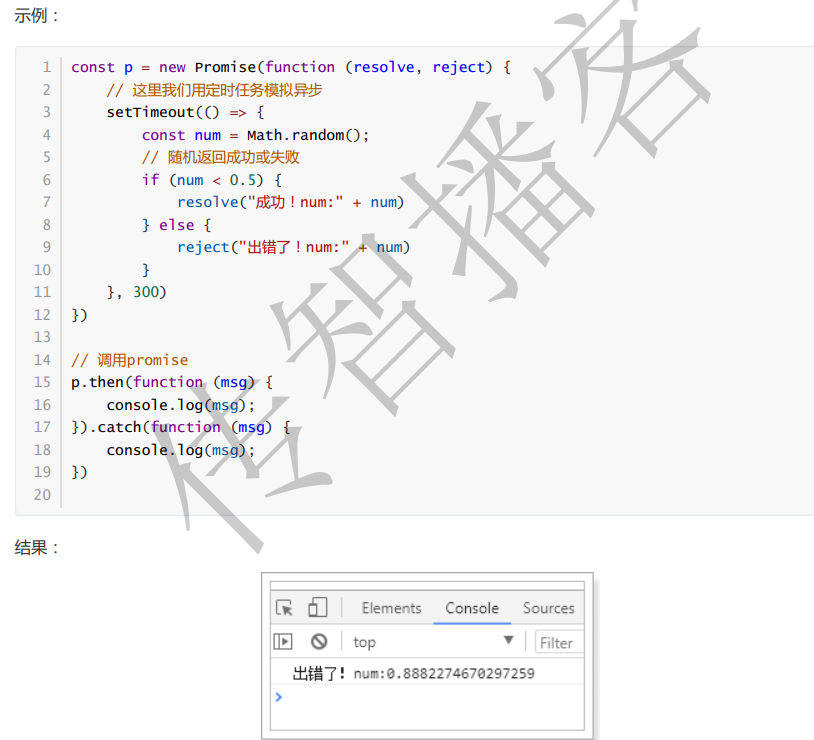 示例：
1 const p = new Promise(function (resolve, reject) {
2     // 这里我们用定时任务模拟异步
3     setTimeout(() => {
4         const num = Math.random();
5         // 随机返回成功或失败
6         if (num < 0.5) {
7             resolve("成功！num:" + num)
8         } else {
9             reject("出错了！num:" + num)
10         }
11     }, 300)
12 })
13
14 // 调用promise
15 p.then(function (msg) {
16     console.log(msg);
17 }).catch(function (msg) {
18     console.log(msg);
19 })
20
传智播客
结果：
Elements Console Sources
top ▼ Filter
出错了! num:0.8882274670297259
>